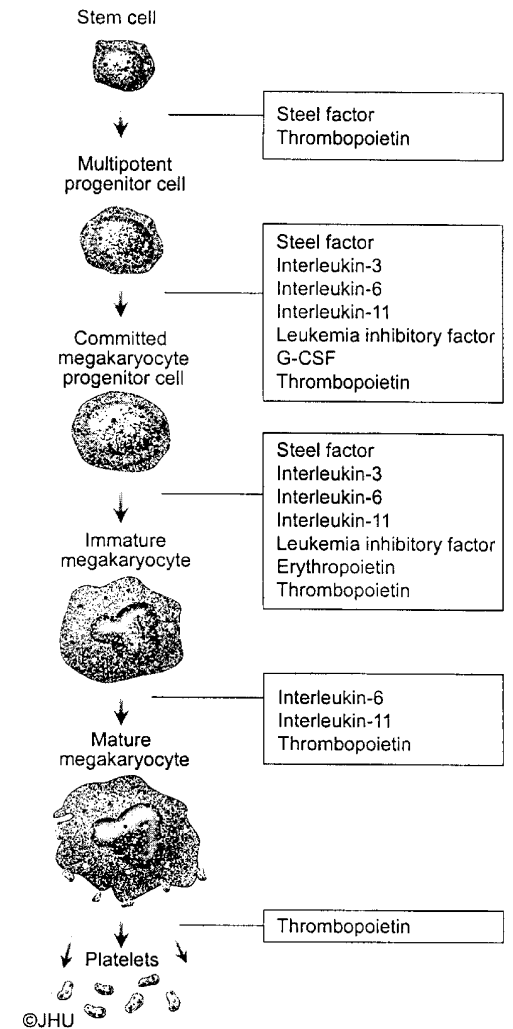 Stem cell
Steel factor
Thrombopoietin
Multipotent
progenitor cell
Steel factor
Interleukin-3
Interleukin-6
Interleukin-11
Leukemia inhibitory factor
G-CSF
Thrombopoietin
Committed
megakaryocyte
progenitor cell
Steel factor
Interleukin-3
Interleukin-6
Interleukin-11
Leukemia inhibitory factor
Erythropoietin
Thrombopoietin
Immature
megakaryocyte
Interleukin-6
Interleukin-11
Thrombopoietin
Mature
megakaryocyte
Thrombopoietin
Platelets
©JHU